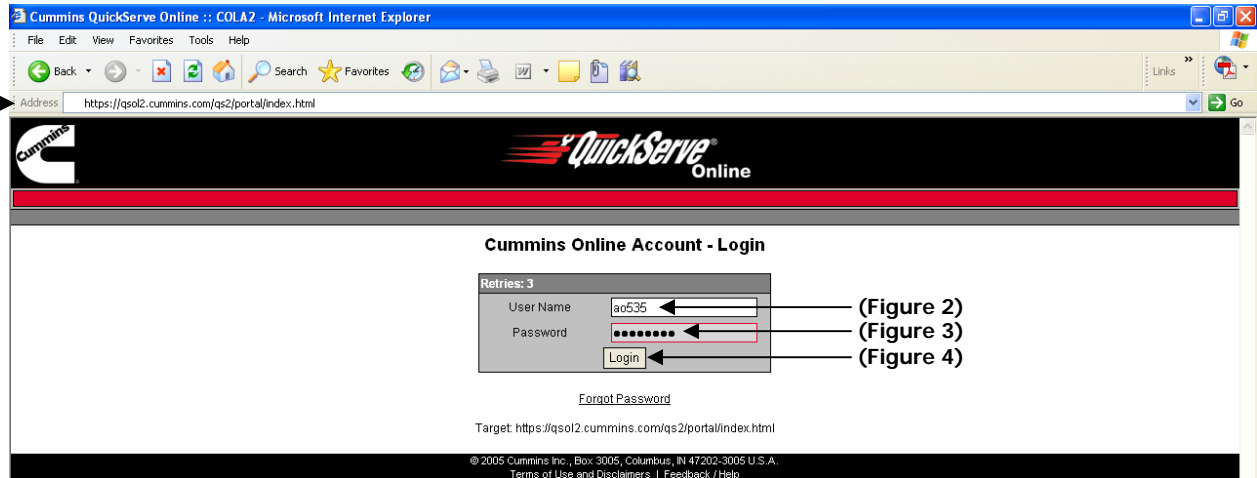 Cummins QuickServe Online :: COLA2 - Microsoft Internet Explorer
File Edit View Favorites Tools Help
Back Search Favorites Links
Address https://qsol2.cummins.com/qs2/portal/index.html Go
Cummins
QuickServe®
Online
Cummins Online Account - Login
Retries: 3
User Name ao535 (Figure 2)
Password •••••••• (Figure 3)
Login (Figure 4)
Forgot Password
Target: https://qsol2.cummins.com/qs2/portal/index.html
© 2005 Cummins Inc., Box 3005, Columbus, IN 47202-3005 U.S.A.
Terms of Use and Disclaimers | Feedback / Help